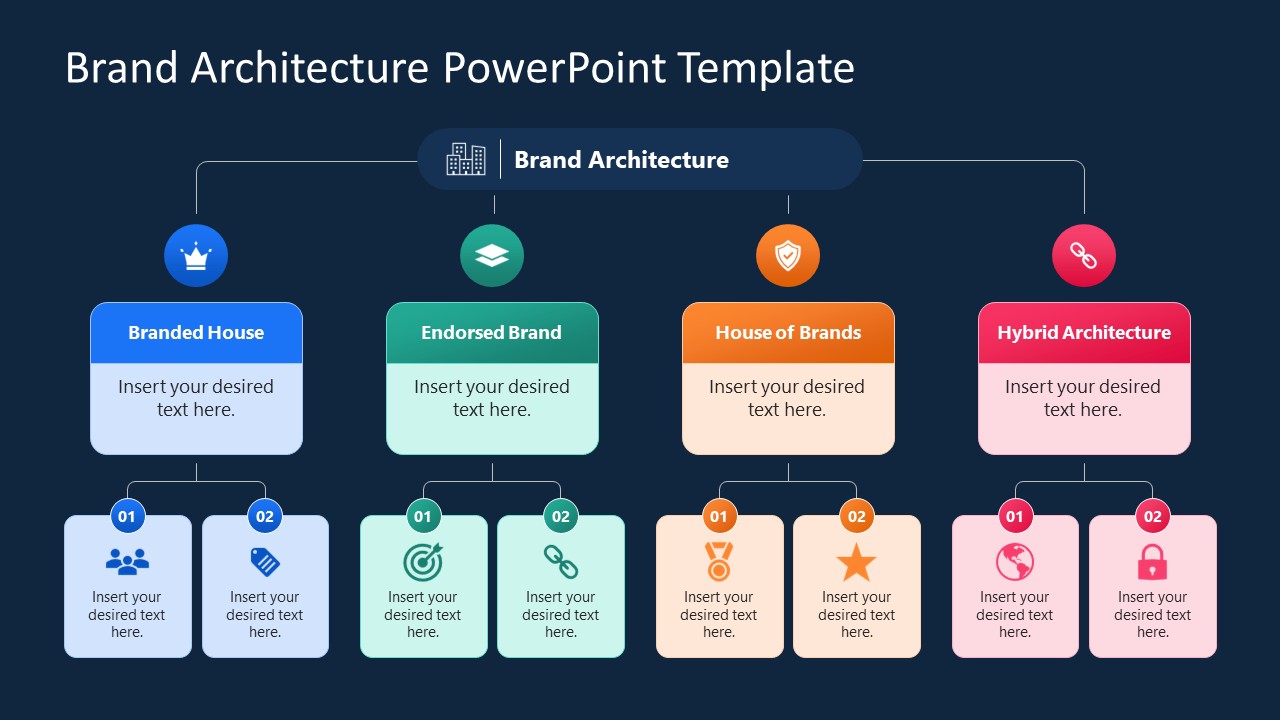 Brand Architecture PowerPoint Template
Brand Architecture
Branded House
Insert your desired
text here.
Endorsed Brand
Insert your desired
text here.
House of Brands
Insert your desired
text here.
Hybrid Architecture
Insert your desired
text here.
01
Insert your
desired text
here.
02
Insert your
desired text
here.
01
Insert your
desired text
here.
02
Insert your
desired text
here.
01
Insert your
desired text
here.
02
Insert your
desired text
here.
01
Insert your
desired text
here.
02
Insert your
desired text
here.